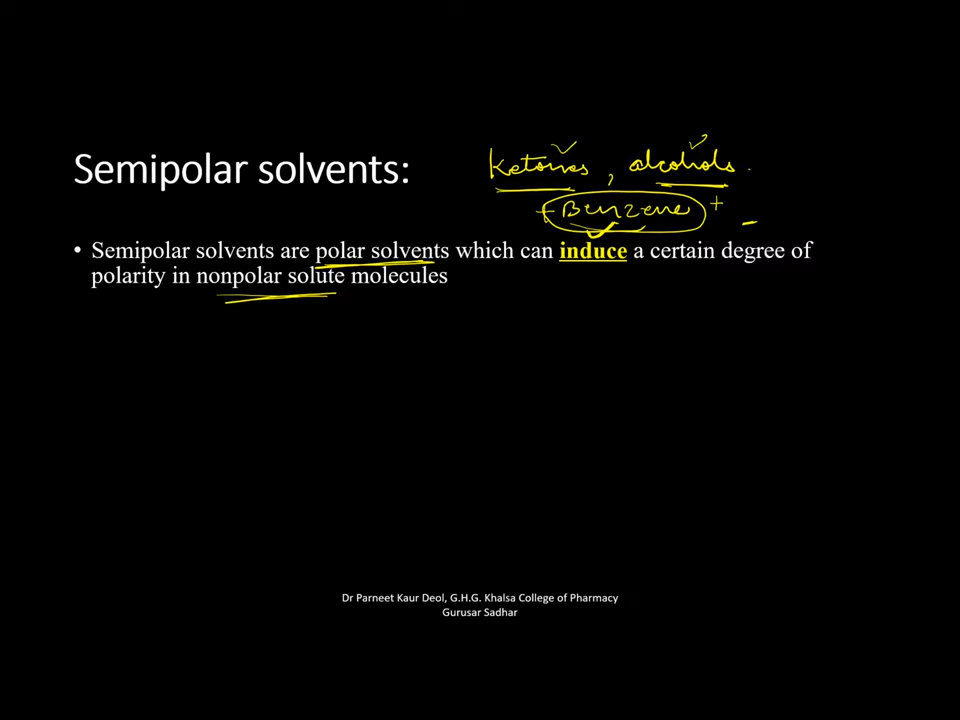 Semipolar solvents:
Ketones, alcohols.
Benzene + -
• Semipolar solvents are polar solvents which can induce a certain degree of
polarity in nonpolar solute molecules
Dr Parneet Kaur Deol, G.H.G. Khalsa College of Pharmacy
Gurusar Sadhar